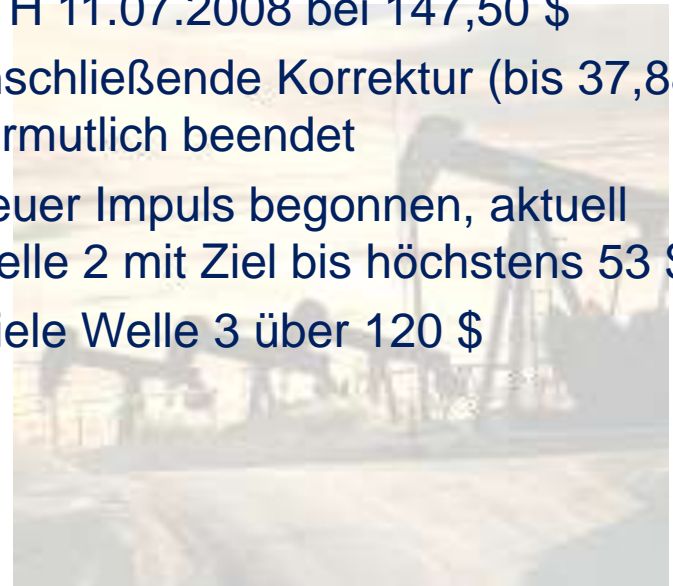 H 11.07.2008 bei 147,50 $
nschließende Korrektur (bis 37,8
rmutlich beendet
euer Impuls begonnen, aktuell
elle 2 mit Ziel bis höchstens 53 $
iele Welle 3 über 120 $